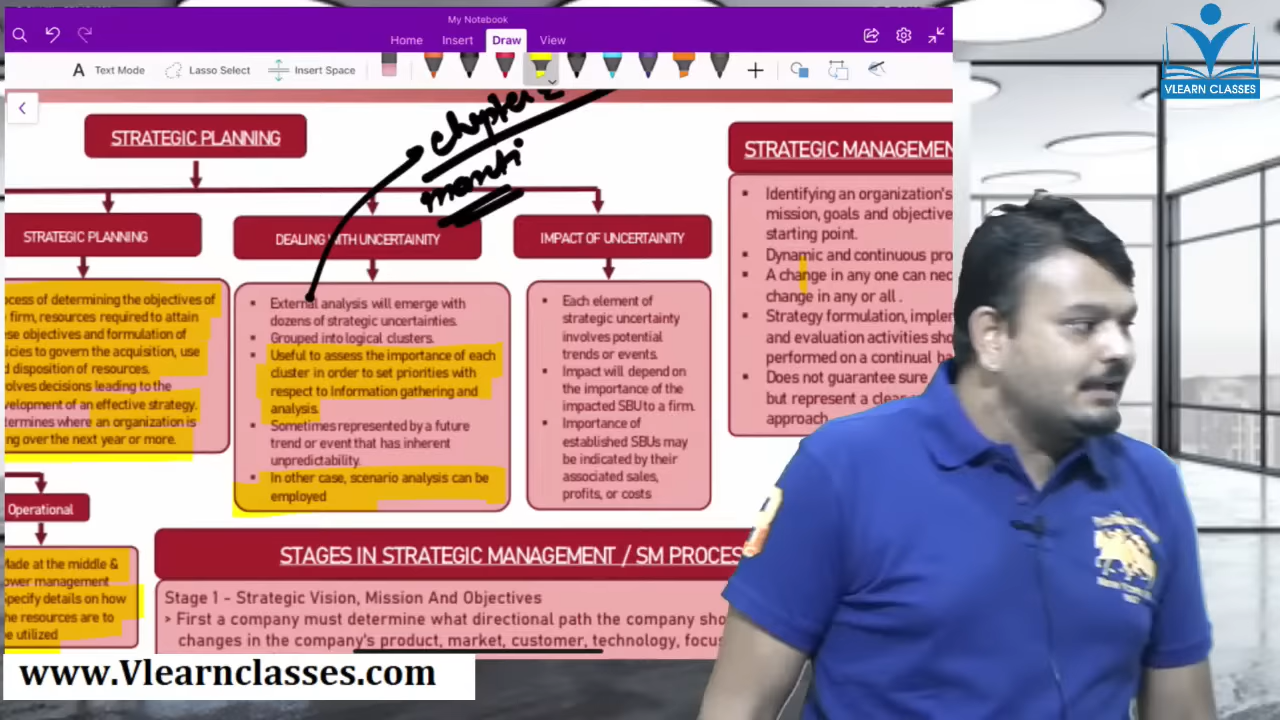 My Notebook
Home Insert Draw View
A Text Mode Lasso Select Insert Space
VLEARN CLASSES
STRATEGIC PLANNING
chapter 2
STRATEGIC PLANNING
DEALING WITH UNCERTAINITY
IMPACT OF UNCERTAINITY
ocess of determining the objectives of
firm, resources required to attain
ese objectives and formulation of
icies to govern the acquisition, use
d disposition of resources.
olves decisions leading to the
velopment of an effective strategy.
termines where an organization is
ng over the next year or more.
▪ External analysis will emerge with
dozens of strategic uncertainties.
▪ Grouped into logical clusters.
▪ Useful to assess the importance of each
cluster in order to set priorities with
respect to Information gathering and
analysis.
▪ Sometimes represented by a future
trend or event that has inherent
unpredictability.
▪ In other case, scenario analysis can be
employed
▪ Each element of
strategic uncertainty
involves potential
trends or events.
▪ Impact will depend on
the importance of the
impacted SBU to a firm.
▪ Importance of
established SBUs may
be indicated by their
associated sales,
profits, or costs
STRATEGIC MANAGEMEN
▪ Identifying an organization's
mission, goals and objective
starting point.
▪ Dynamic and continuous pro
▪ A change in any one can nec
change in any or all .
▪ Strategy formulation, implem
and evaluation activities sho
performed on a continual ba
▪ Does not guarantee sure
but represent a clear
approach
Operational
Made at the middle &
ower management
Specify details on how
he resources are to
e utilized
STAGES IN STRATEGIC MANAGEMENT / SM PROCESS
Stage 1 - Strategic Vision, Mission And Objectives
> First a company must determine what directional path the company sho
changes in the company's product, market, customer, technology, focus
www.Vlearnclasses.com